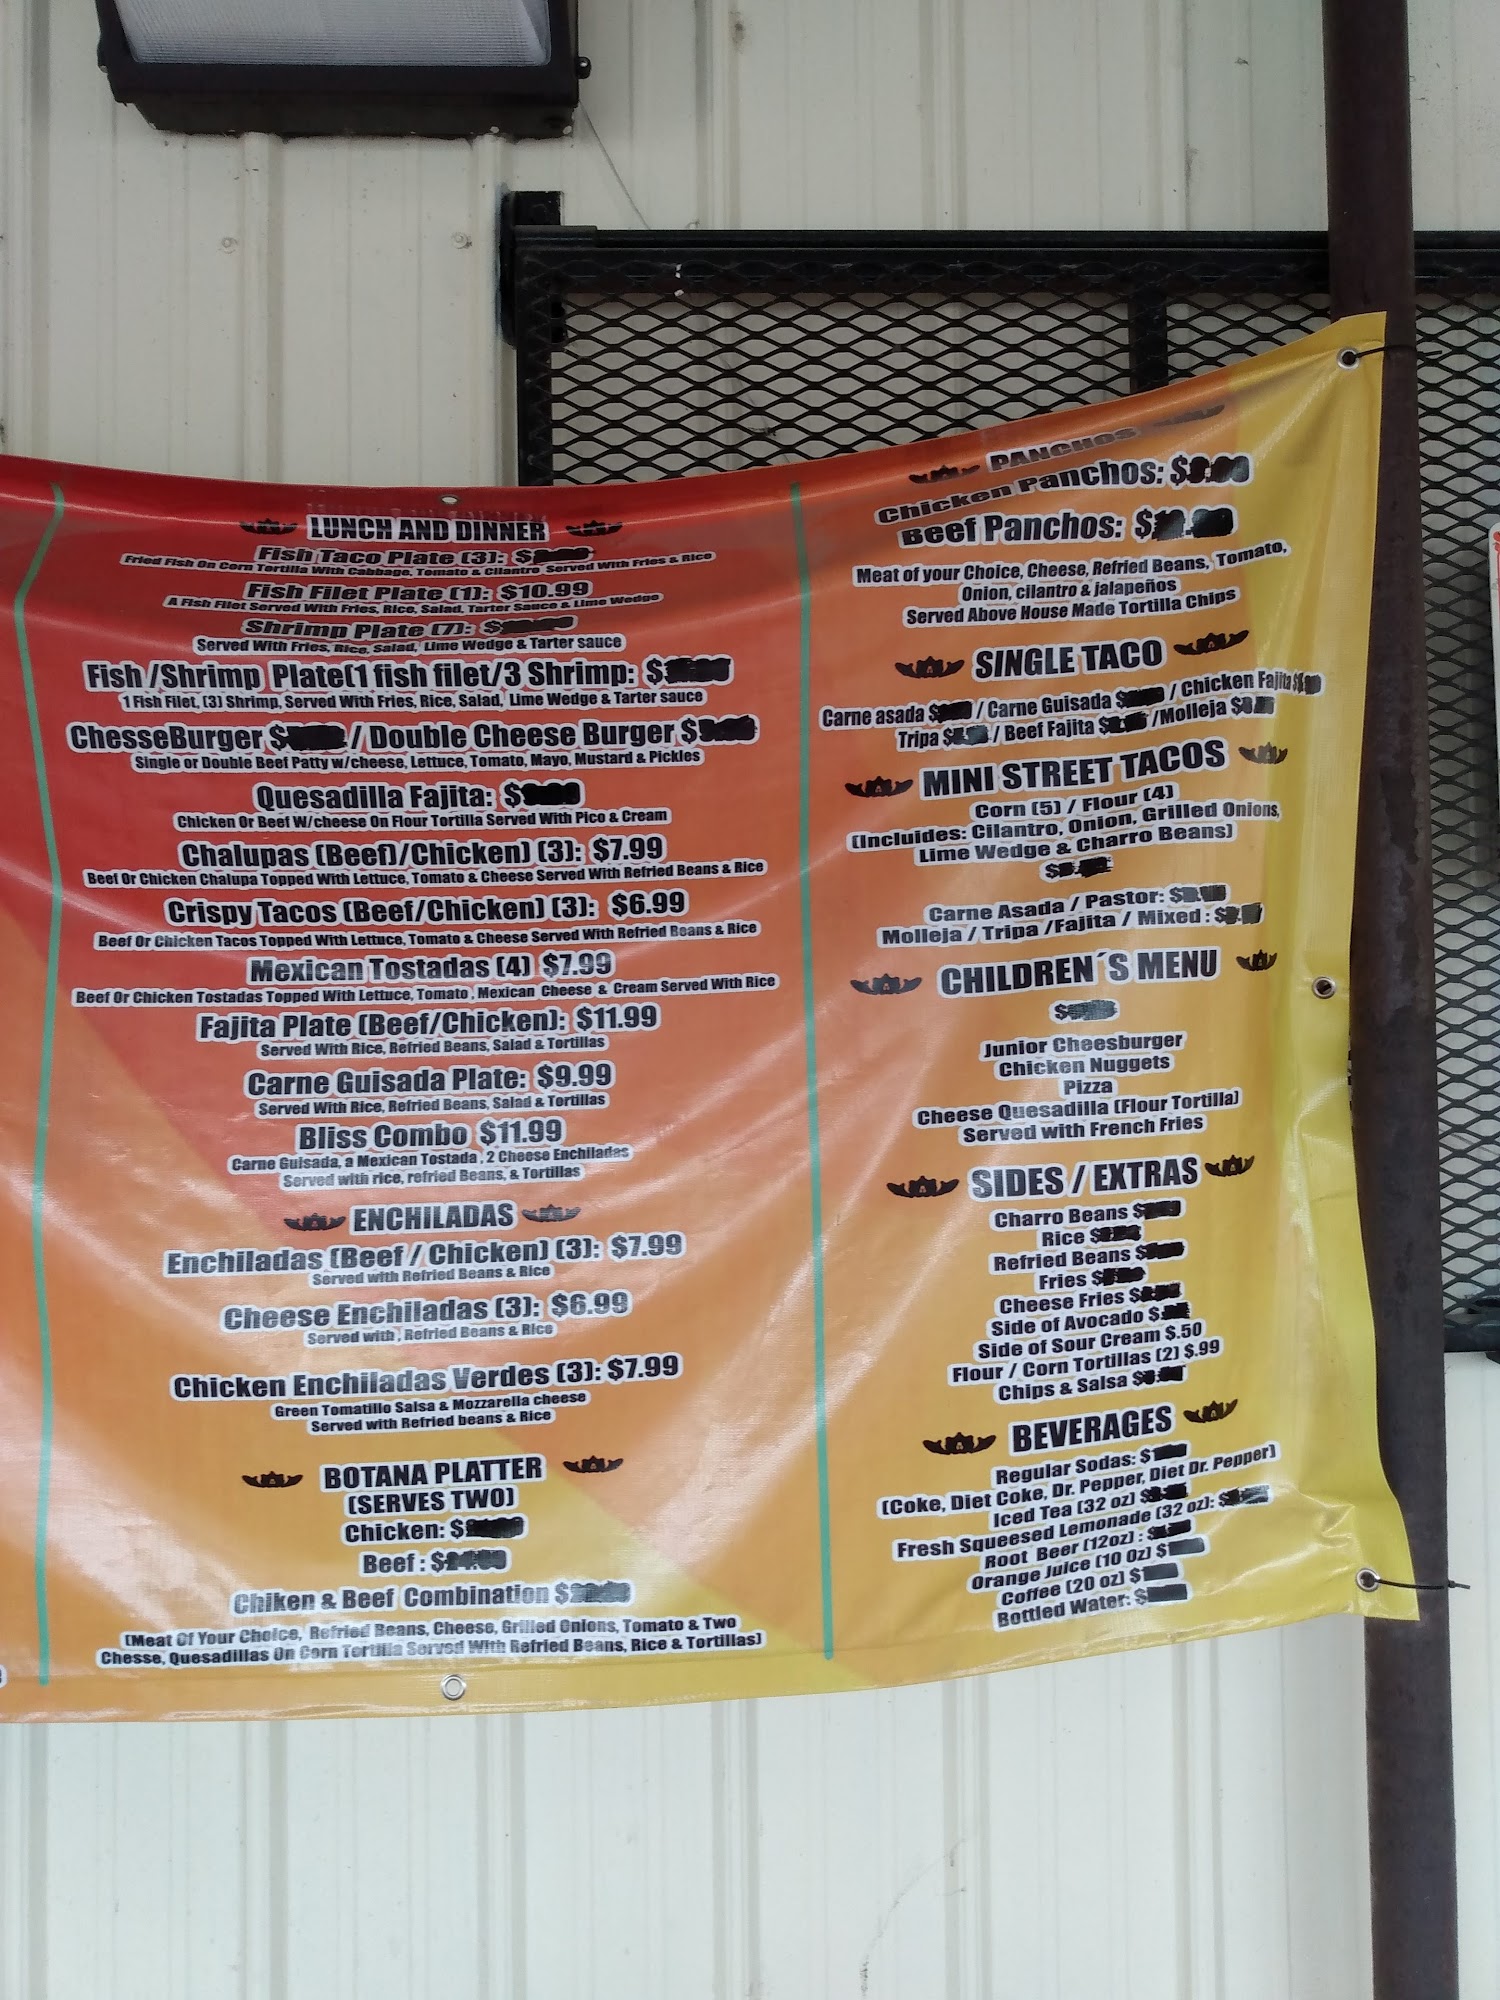 LUNCH AND DINNER
Fish Taco Plate (3): $
Fried Fish On Corn Tortilla With Cabbage, Tomato & Cilantro Served With Fries & Rice
Fish Filet Plate (1): $10.99
A Fish Filet Served With Fries, Rice, Salad, Tarter Sauce & Lime Wedge
Shrimp Plate (7): $
Served With Fries, Rice, Salad, Lime Wedge & Tarter sauce
Fish/Shrimp Plate(1 fish filet/3 Shrimp: $
1 Fish Filet, (3) Shrimp, Served With Fries, Rice, Salad, Lime Wedge & Tarter sauce
ChesseBurger $ / Double Cheese Burger $
Single or Double Beef Patty w/cheese, Lettuce, Tomato, Mayo, Mustard & Pickles
Quesadilla Fajita: $
Chicken Or Beef W/cheese On Flour Tortilla Served With Pico & Cream
Chalupas (Beef)/Chicken) (3): $7.99
Beef Or Chicken Chalupa Topped With Lettuce, Tomato & Cheese Served With Refried Beans & Rice
Crispy Tacos (Beef/Chicken) (3): $6.99
Beef Or Chicken Tacos Topped With Lettuce, Tomato & Cheese Served With Refried Beans & Rice
Mexican Tostadas (4) $7.99
Beef Or Chicken Tostadas Topped With Lettuce, Tomato , Mexican Cheese & Cream Served With Rice
Fajita Plate (Beef/Chicken): $11.99
Served With Rice, Refried Beans, Salad & Tortillas
Carne Guisada Plate: $9.99
Served With Rice, Refried Beans, Salad & Tortillas
Bliss Combo $11.99
Carne Guisada, a Mexican Tostada , 2 Cheese Enchiladas
Served with rice, refried Beans, & Tortillas
ENCHILADAS
Enchiladas (Beef / Chicken) (3): $7.99
Served with Refried Beans & Rice
Cheese Enchiladas (3): $6.99
Served with , Refried Beans & Rice
Chicken Enchiladas Verdes (3): $7.99
Green Tomatillo Salsa & Mozzarella cheese
Served with Refried beans & Rice
BOTANA PLATTER
(SERVES TWO)
Chicken: $
Beef : $
Chiken & Beef Combination $
(Meat Of Your Choice, Refried Beans, Cheese, Grilled Onions, Tomato & Two
Chesse, Quesadillas On Corn Tortilla Served With Refried Beans, Rice & Tortillas)
PANCHOS
Chicken Panchos: $
Beef Panchos: $
Meat of your Choice, Cheese, Refried Beans, Tomato,
Onion, cilantro & jalapeños
Served Above House Made Tortilla Chips
SINGLE TACO
Carne asada $ / Carne Guisada $ / Chicken Fajita $
Tripa $ / Beef Fajita $ /Molleja $
MINI STREET TACOS
Corn (5) / Flour (4)
(Incluides: Cilantro, Onion, Grilled Onions,
Lime Wedge & Charro Beans)
$
Carne Asada / Pastor: $
Molleja / Tripa /Fajita / Mixed : $
CHILDREN´S MENU
$
Junior Cheesburger
Chicken Nuggets
Pizza
Cheese Quesadilla (Flour Tortilla)
Served with French Fries
SIDES / EXTRAS
Charro Beans $
Rice $
Refried Beans $
Fries $
Cheese Fries $
Side of Avocado $.
Side of Sour Cream $.50
Flour / Corn Tortillas (2) $.99
Chips & Salsa $
BEVERAGES
Regular Sodas: $
(Coke, Diet Coke, Dr. Pepper, Diet Dr. Pepper)
Iced Tea (32 oz) $
Fresh Squeesed Lemonade (32 oz): $
Root Beer (12oz) : $
Orange Juice (10 Oz) $
Coffee (20 oz) $
Bottled Water: $